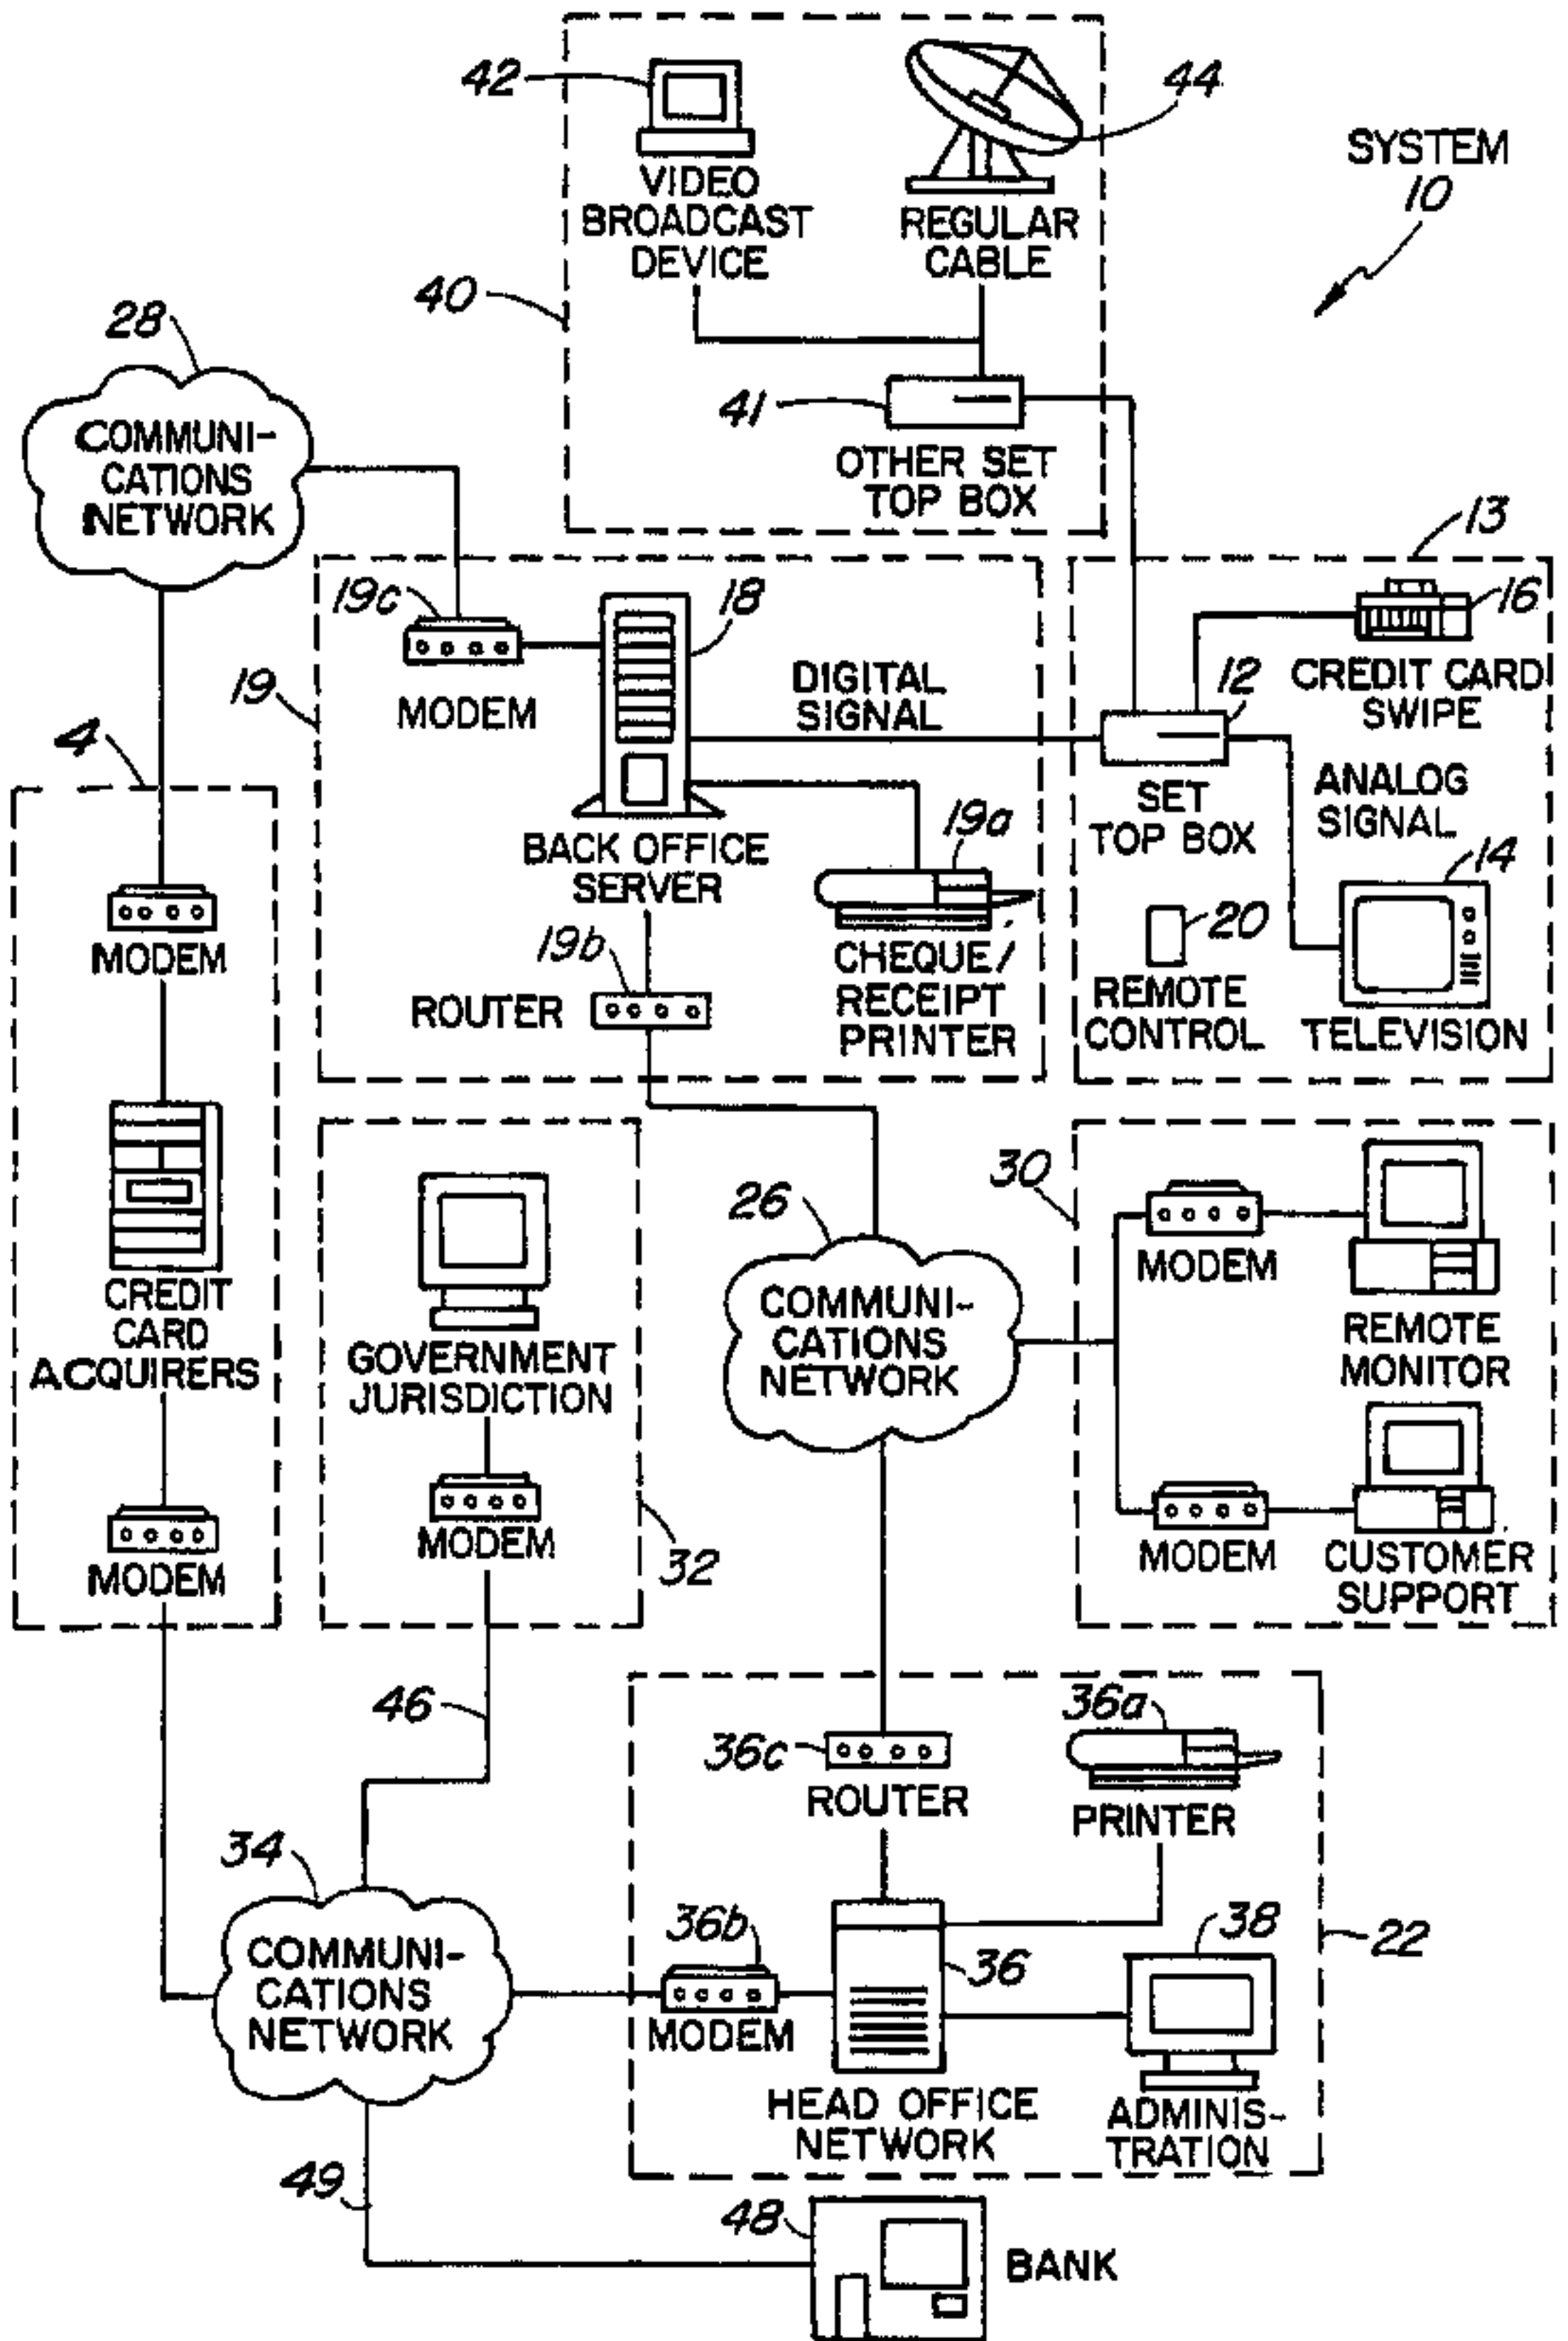 42
44
SYSTEM
10
VIDEO
BROADCAST
DEVICE
REGULAR
CABLE
40
28
41
COMMUNI-
CATIONS
NETWORK
OTHER SET
TOP BOX
13
19c
18
16
19
MODEM
DIGITAL
SIGNAL
12
CREDIT CARD
SWIPE
4
SET
TOP BOX
ANALOG
SIGNAL
BACK OFFICE
SERVER
19a
14
MODEM
19b
ROUTER
CHEQUE/
RECEIPT
PRINTER
20
REMOTE
CONTROL
TELEVISION
30
26
MODEM
CREDIT
CARD
ACQUIRERS
GOVERNMENT
JURISDICTION
COMMUNI-
CATIONS
NETWORK
REMOTE
MONITOR
MODEM
MODEM
32
MODEM
CUSTOMER
SUPPORT
46
36c
ROUTER
36a
PRINTER
34
36b
38
22
COMMUNI-
CATIONS
NETWORK
36
MODEM
HEAD OFFICE
NETWORK
ADMINIS-
TRATION
49
48
BANK